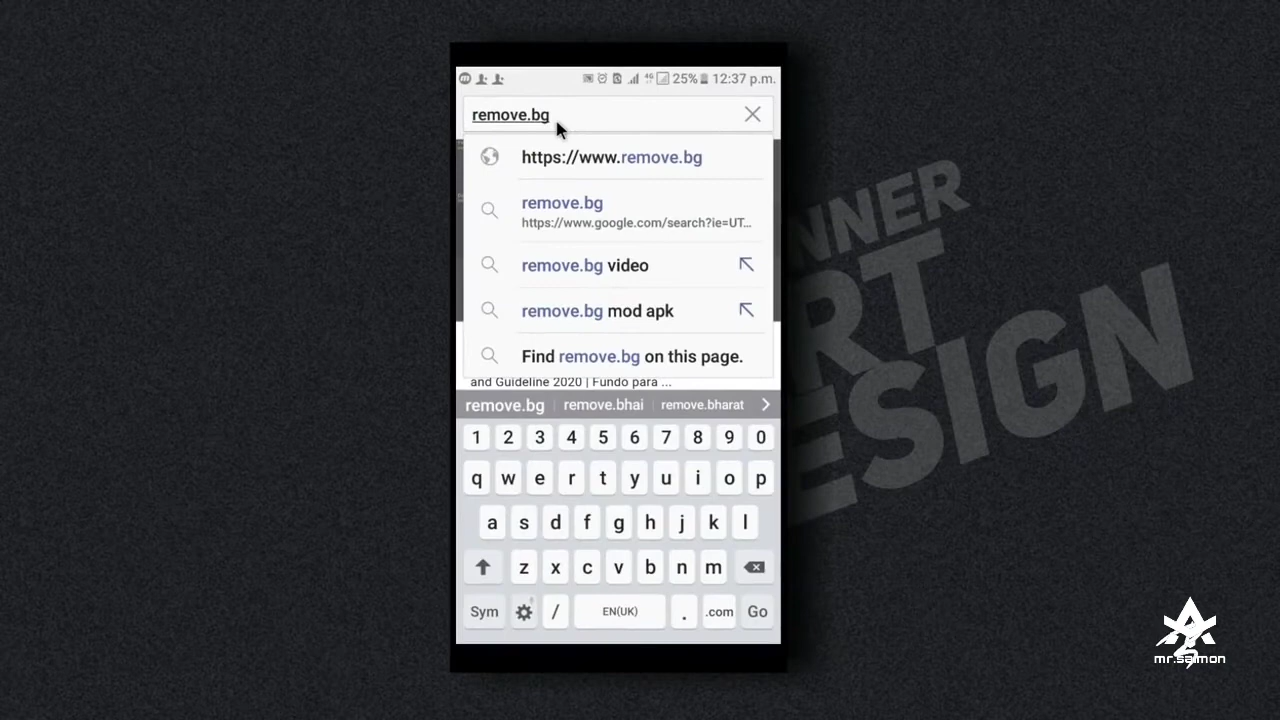 4G 25% 12:37 p.m.
remove.bg
https://www.remove.bg
remove.bg
https://www.google.com/search?ie=UT...
remove.bg video
remove.bg mod apk
Find remove.bg on this page.
and Guideline 2020 | Fundo para ...
remove.bg remove.bhai remove.bharat
1 2 3 4 5 6 7 8 9 0
q w e r t y u i o p
a s d f g h j k l
z x c v b n m
Sym / EN(UK) . .com Go
NNER
RT
ESIGN
mr.saimon